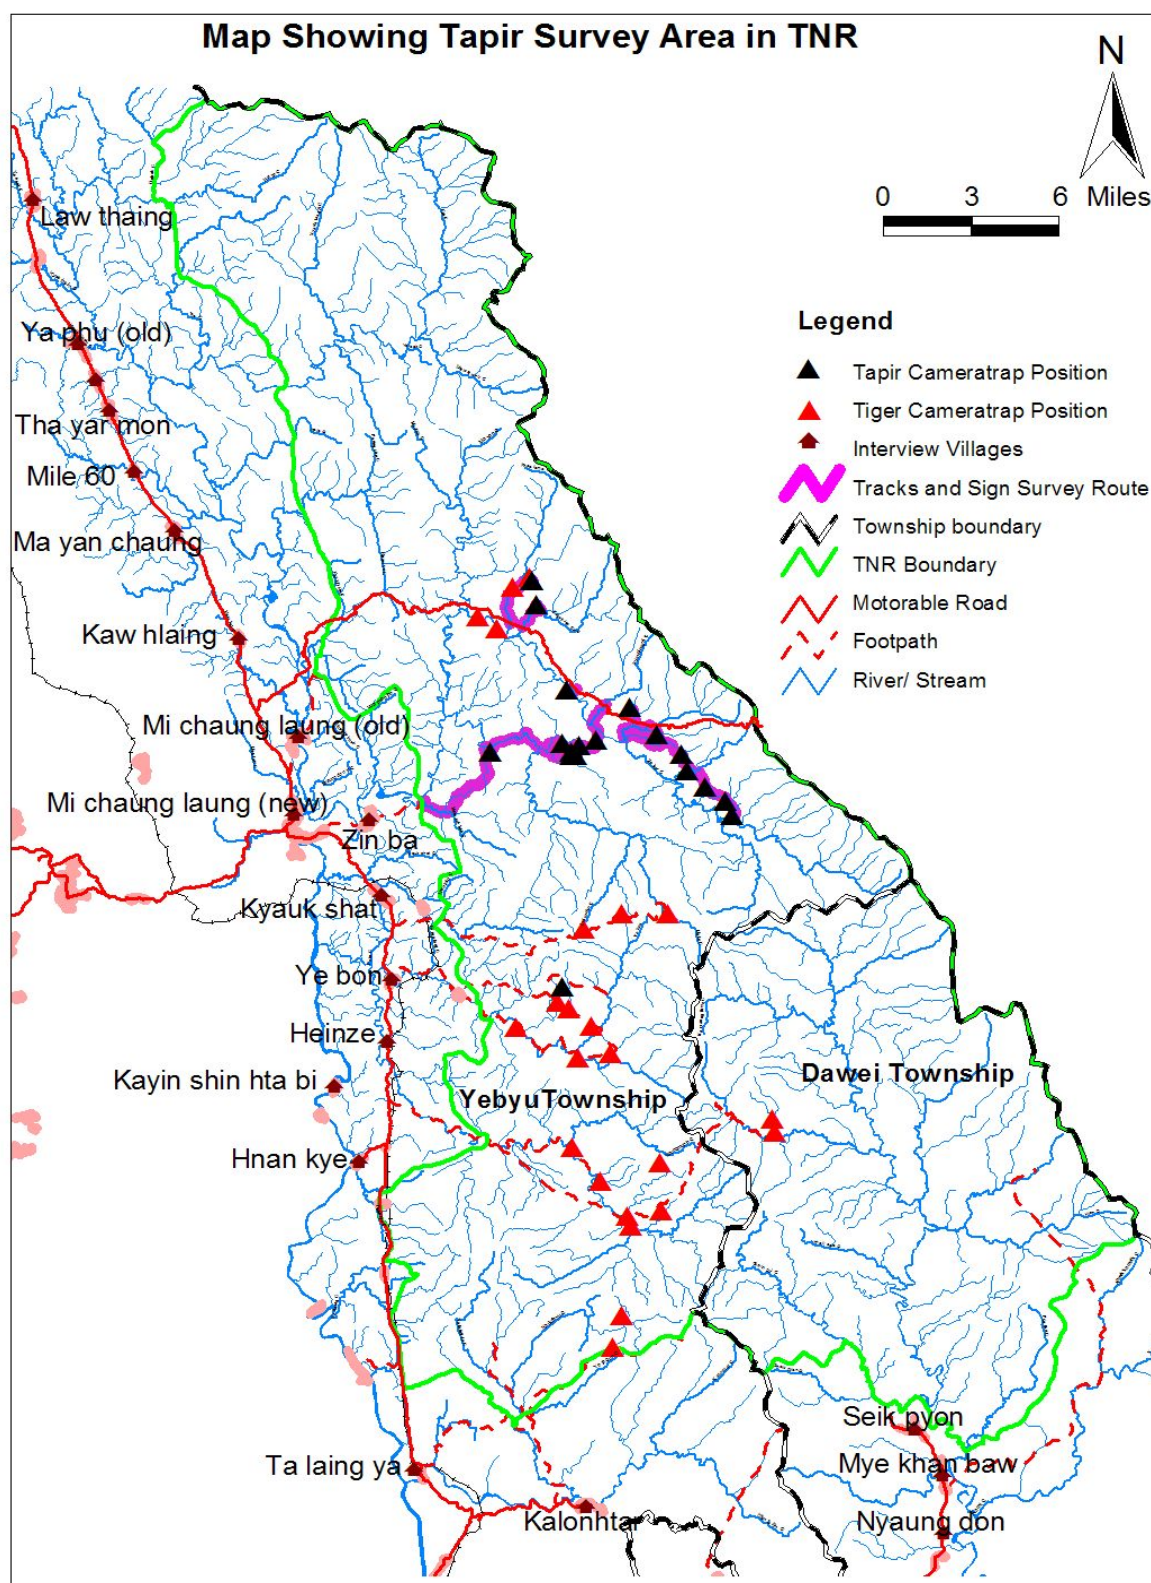 Map Showing Tapir Survey Area in TNR
N
0 3 6 Miles
Legend
Tapir Cameratrap Position
Tiger Cameratrap Position
Interview Villages
Tracks and Sign Survey Route
Township boundary
TNR Boundary
Motorable Road
Footpath
River/ Stream
Law thaing
Ya phu (old)
Tha yar mon
Mile 60
Ma yan chaung
Kaw hlaing
Mi chaung laung (old)
Mi chaung laung (new)
Zin ba
Kyauk shat
Ye bon
Heinze
Kayin shin hta bi
Dawei Township
YebyuTownship
Hnan kye
Seik pyon
Ta laing ya
Mye khan baw
Kalonhtar
Nyaung don